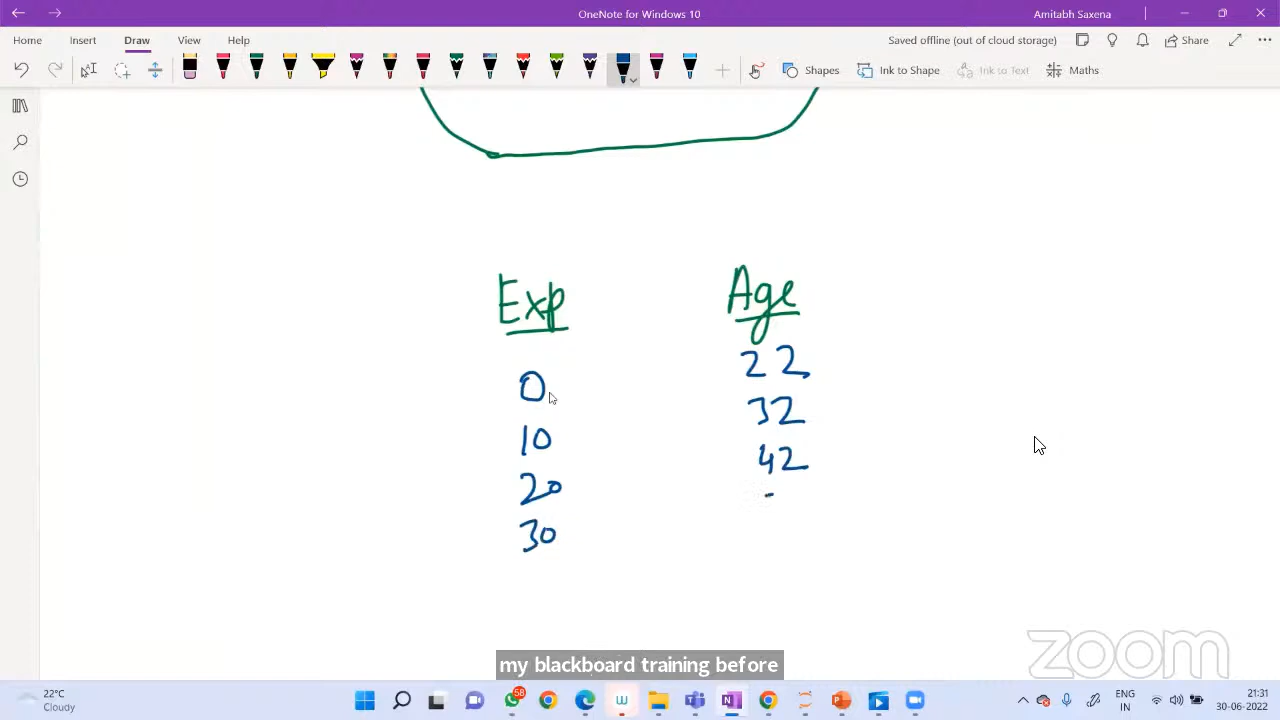 OneNote for Windows 10
Amitabh Saxena
Home Insert Draw View Help
Saved offline (out of cloud storage)
Share
Shapes
Ink to Shape
Ink to Text
Maths
Exp Age
0 22
10 32
20 42
30
my blackboard training before
zoom
22°C
58
ENG
IN
21:31
30-08-2022